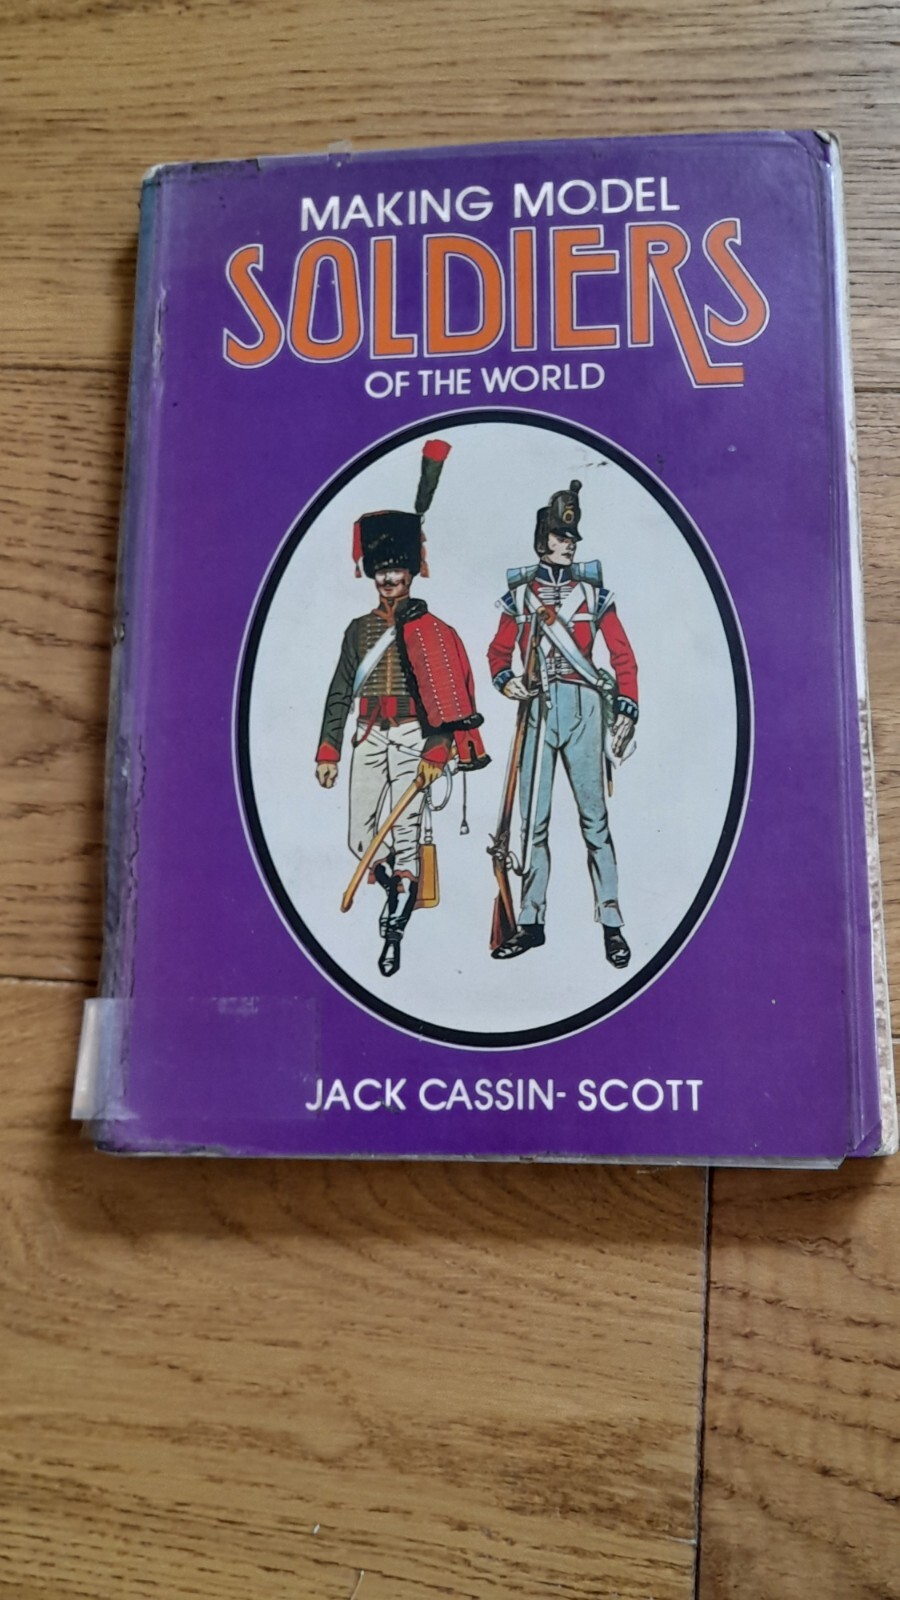 MAKING MODEL
SOLDIERS
OF THE WORLD
JACK CASSIN- SCOTT